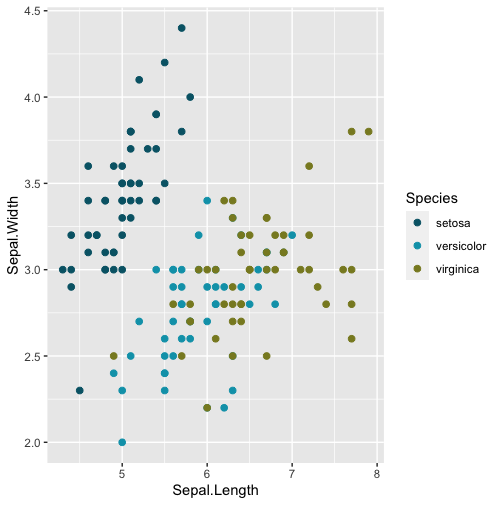 4.5
4.0
3.5
3.0
2.5
2.0
Sepal.Width
5 6 7 8
Sepal.Length
Species
setosa
versicolor
virginica